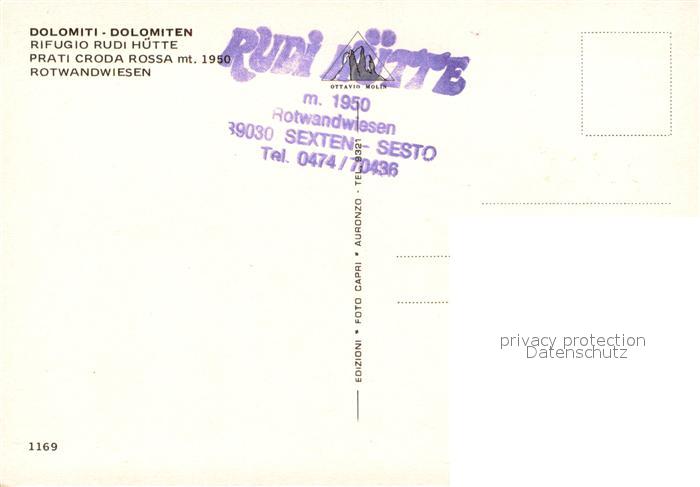 DOLOMITI - DOLOMITEN
RIFUGIO RUDI HÜTTE
PRATI CRODA ROSSA mt. 1950
ROTWANDWIESEN
RUDI HÜTTE
OTTAVIO MOLIN
m. 1950
Rotwandwiesen
39030 SEXTEN - SESTO
Tel. 0474/70436
EDIZIONI * FOTO CAPRI * AURONZO - TEL. 9321
privacy protection
Datenschutz
1169